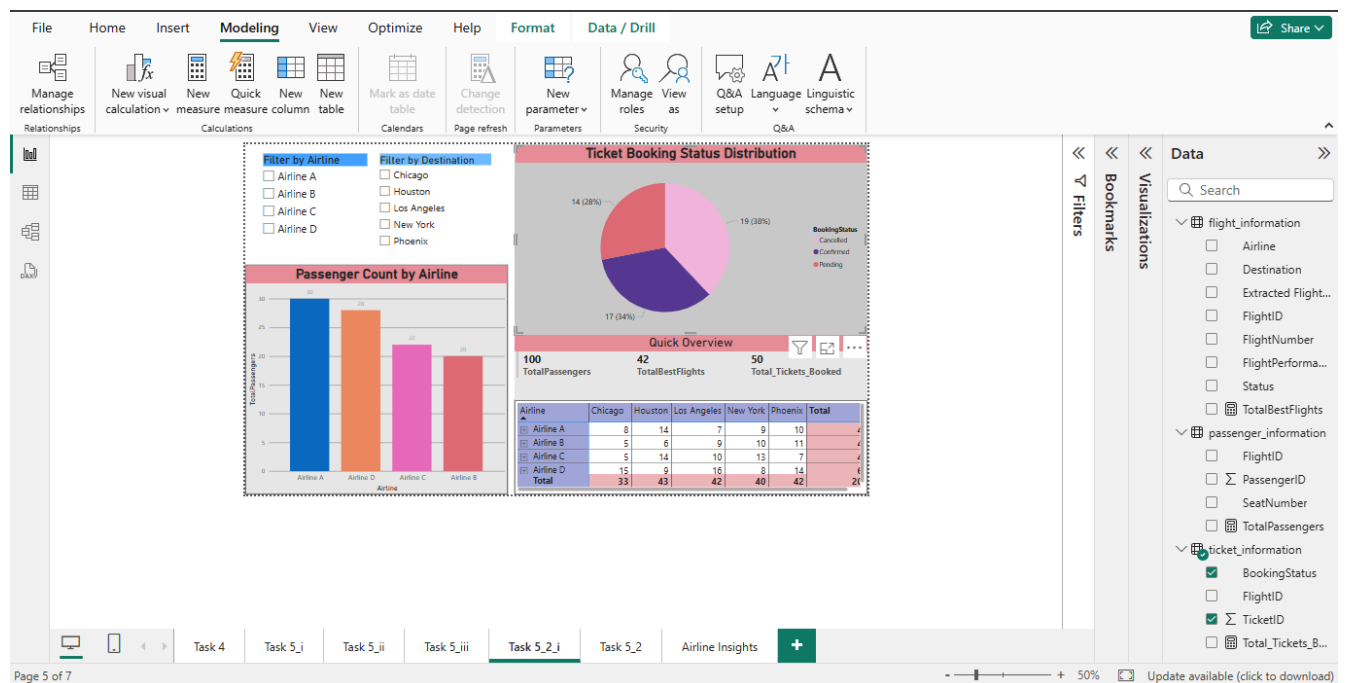 File Home Insert Modeling View Optimize Help Format Data / Drill Share
Manage relationships
New visual calculation
New measure
Quick measure
New column
New table
Mark as date table
Change detection
New parameter
Manage roles
View as
Q&A setup
Language
Linguistic schema
Relationships Calculations Calendars Page refresh Parameters Security Q&A
DAX
Filter by Airline
Airline A
Airline B
Airline C
Airline D
Filter by Destination
Chicago
Houston
Los Angeles
New York
Phoenix
Ticket Booking Status Distribution
14 (28%)
19 (38%)
17 (34%)
BookingStatus
Cancelled
Confirmed
Pending
Passenger Count by Airline
TotalPassengers
30
25
20
15
10
5
0
Airline A Airline D Airline C Airline B
Airline
Quick Overview
100 42 50
TotalPassengers TotalBestFlights Total_Tickets_Booked
Airline Chicago Houston Los Angeles New York Phoenix Total
Airline A 8 14 7 9 10
Airline B 5 6 9 10 11
Airline C 5 14 10 13 7
Airline D 15 9 16 8 14
Total 33 43 42 40 42
Filters
Bookmarks
Visualizations
Data
Search
flight_information
Airline
Destination
Extracted Flight...
FlightID
FlightNumber
FlightPerforma...
Status
TotalBestFlights
passenger_information
FlightID
PassengerID
SeatNumber
TotalPassengers
ticket_information
BookingStatus
FlightID
TicketID
Total_Tickets_B...
Task 4 Task 5_i Task 5_ii Task 5_iii Task 5_2_i Task 5_2 Airline Insights +
Page 5 of 7
- + 50% Update available (click to download)